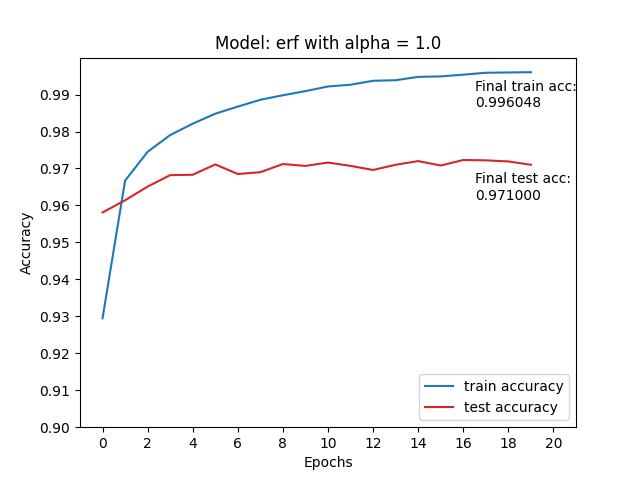 Model: erf with alpha = 1.0
Final train acc:
0.996048
Final test acc:
0.971000
0.99
0.98
0.97
0.96
0.95
0.94
0.93
0.92
0.91
0.90
Accuracy
train accuracy
test accuracy
0 2 4 6 8 10 12 14 16 18 20
Epochs